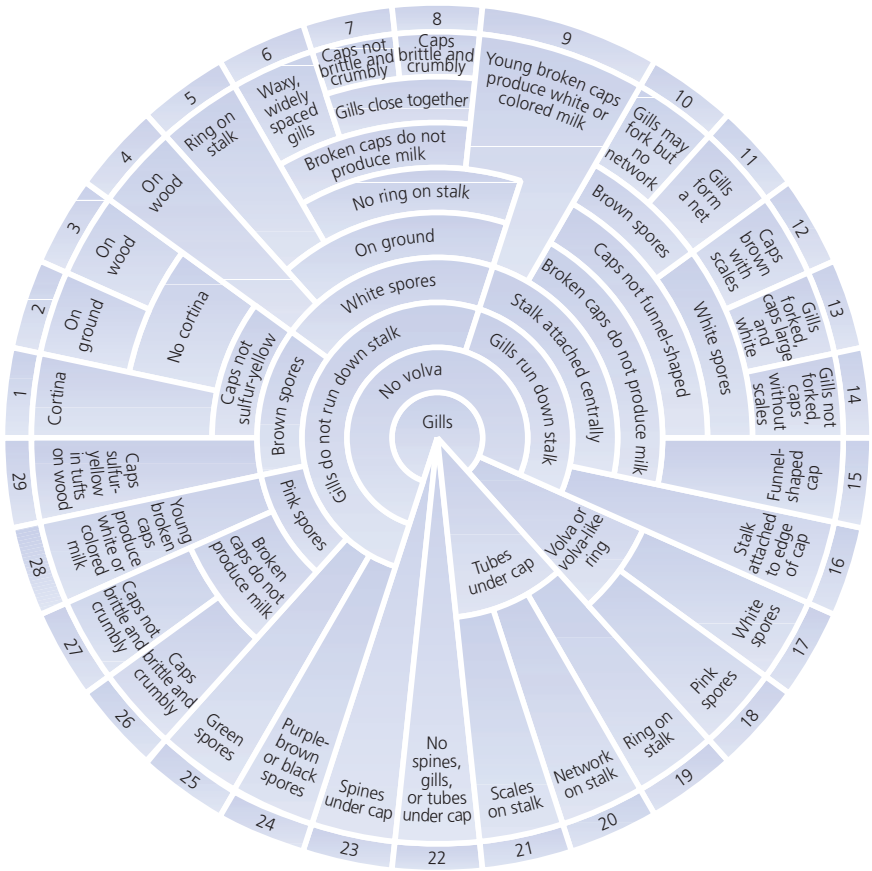 1
2
3
4
5
6
7
8
9
10
11
12
13
14
15
16
17
18
19
20
21
22
23
24
25
26
27
28
29
Gills
No volva
Gills do not run down stalk
Gills run down stalk
White spores
On ground
No ring on stalk
Broken caps do not
produce milk
Gills close together
Caps not
brittle and
crumbly
Caps
brittle and
crumbly
Waxy,
widely
spaced
gills
Ring on
stalk
On
wood
On
wood
On
ground
No cortina
Cortina
Caps not
sulfur-yellow
Brown spores
Caps
sulfur-
yellow
in tufts
on wood
Pink spores
Young
broken
caps
produce
white or
colored
milk
Broken
caps do not
produce milk
Caps not
brittle and
crumbly
Caps
brittle and
crumbly
Green
spores
Purple-
brown
or black
spores
Spines
under cap
No
spines,
gills,
or tubes
under cap
Tubes
under cap
Scales
on stalk
Network
on stalk
Ring on
stalk
Volva or
volva-like
ring
Pink
spores
White
spores
Stalk
attached
to edge
of cap
Stalk attached centrally
Funnel-
shaped
cap
Broken caps do not produce milk
Caps not funnel-shaped
White spores
Gills not
forked,
caps
without
scales
Gills
forked,
caps large
and
white
Caps
brown
with
scales
Brown spores
Gills
form
a net
Gills may
fork but
no
network
Young broken caps
produce white or
colored milk